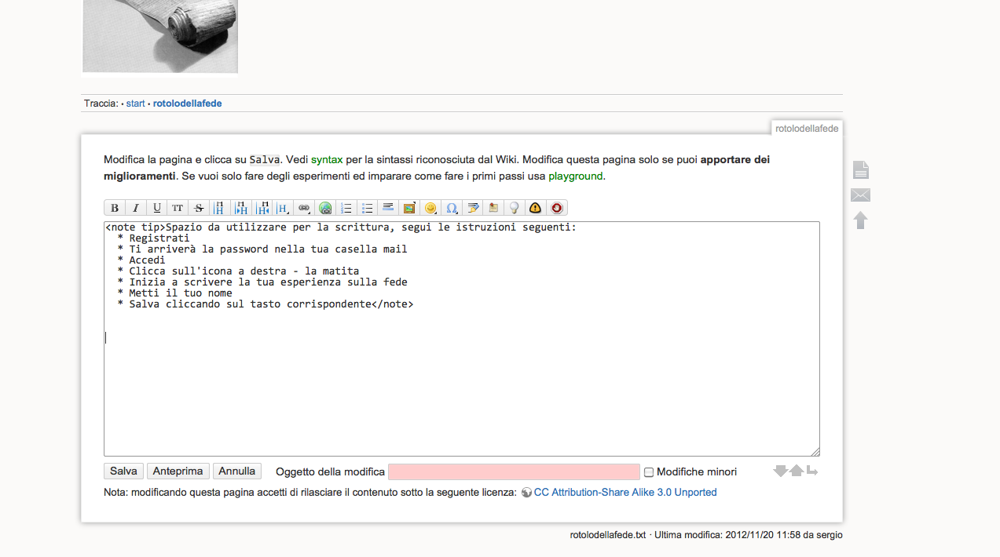 Traccia: • start • rotolodellafede
rotolodellafede
Modifica la pagina e clicca su Salva. Vedi syntax per la sintassi riconosciuta dal Wiki. Modifica questa pagina solo se puoi apportare dei
miglioramenti. Se vuoi solo fare degli esperimenti ed imparare come fare i primi passi usa playground.
B I U TT S H H H H H H H Ω
<note tip>Spazio da utilizzare per la scrittura, segui le istruzioni seguenti:
* Registrati
* Ti arriverà la password nella tua casella mail
* Accedi
* Clicca sull'icona a destra - la matita
* Inizia a scrivere la tua esperienza sulla fede
* Metti il tuo nome
* Salva cliccando sul tasto corrispondente</note>
Salva Anteprima Annulla Oggetto della modifica Modifiche minori
Nota: modificando questa pagina accetti di rilasciare il contenuto sotto la seguente licenza: CC Attribution-Share Alike 3.0 Unported
rotolodellafede.txt · Ultima modifica: 2012/11/20 11:58 da sergio